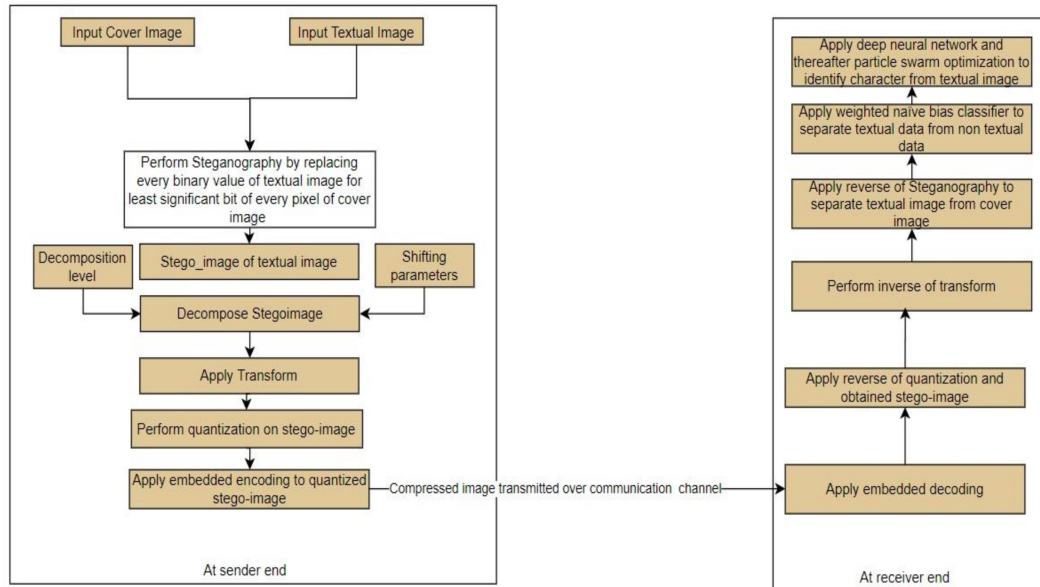 Input Cover Image
Input Textual Image
Perform Steganography by replacing
every binary value of textual image for
least significant bit of every pixel of cover
image
Decomposition
level
Stego_image of textual image
Shifting
parameters
Decompose Stegoimage
Apply Transform
Perform quantization on stego-image
Apply embedded encoding to quantized
stego-image
At sender end
Compressed image transmitted over communication channel
Apply deep neural network and
thereafter particle swarm optimization to
identify character from textual image
Apply weighted naïve bias classifier to
separate textual data from non textual
data
Apply reverse of Steganography to
separate textual image from cover
image
Perform inverse of transform
Apply reverse of quantization and
obtained stego-image
Apply embedded decoding
At receiver end